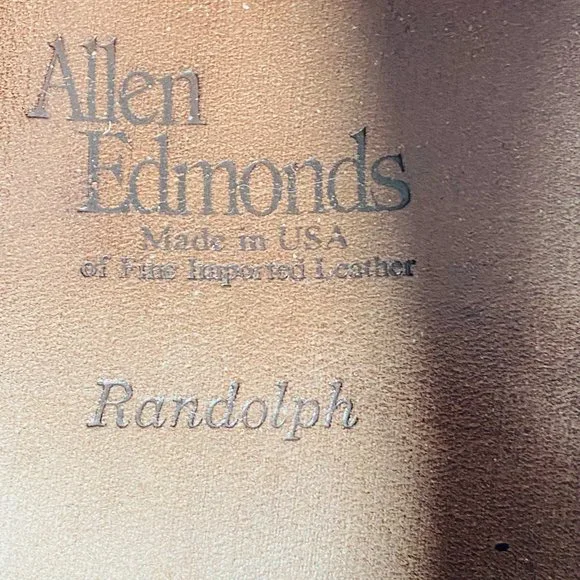 Allen
Edmonds
Made in USA
of Fine Imported Leather
Randolph